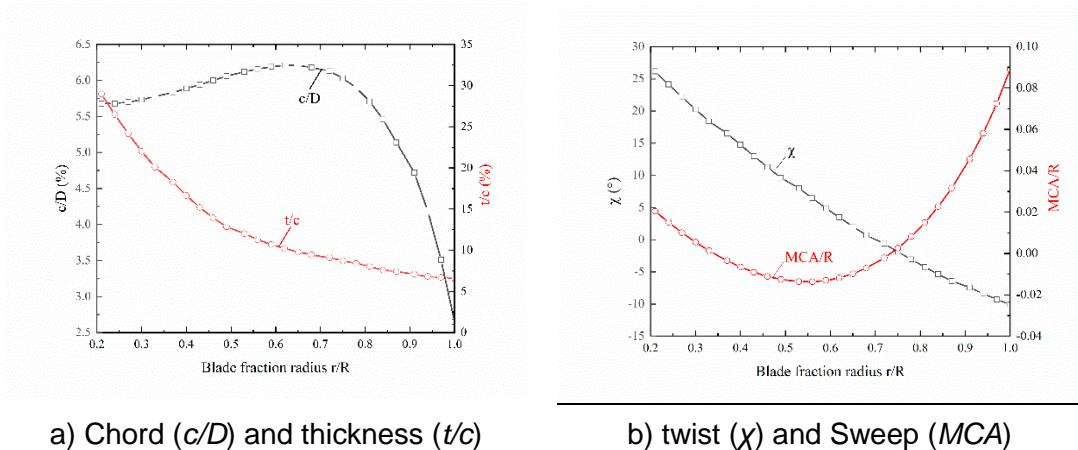 6.5
6.0
5.5
5.0
4.5
4.0
3.5
3.0
2.5
c/D (%)
35
30
25
20
15
10
5
0
t/c (%)
c/D
t/c
0.2 0.3 0.4 0.5 0.6 0.7 0.8 0.9 1.0
Blade fraction radius r/R
a) Chord (c/D) and thickness (t/c)
30
25
20
15
10
5
0
-5
-10
-15
χ (°)
0.10
0.08
0.06
0.04
0.02
0.00
-0.02
-0.04
MCA/R
χ
MCA/R
0.2 0.3 0.4 0.5 0.6 0.7 0.8 0.9 1.0
Blade fraction radius r/R
b) twist (χ) and Sweep (MCA)